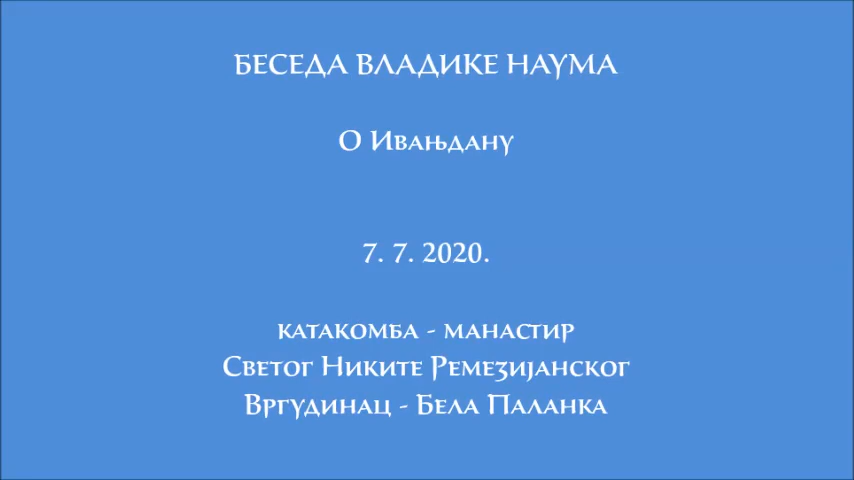 БЕСЕДА ВЛАДИКЕ НАУМА
О Ивањдану
7. 7. 2020.
катакомба - манастир
Светог Никите Ремезијанског
Вргудинац - Бела Паланка